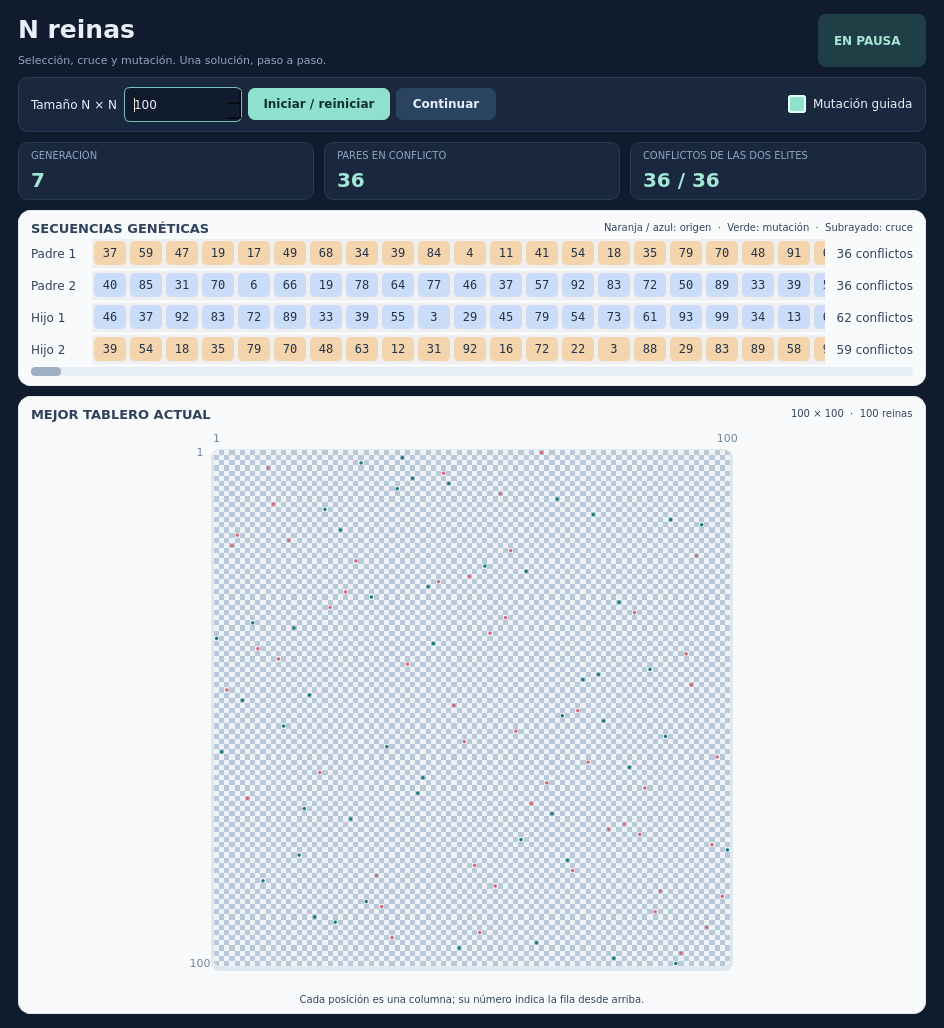 N reinas
EN PAUSA
Selección, cruce y mutación. Una solución, paso a paso.
Tamaño N × N 100 Iniciar / reiniciar Continuar Mutación guiada
GENERACIÓN PARES EN CONFLICTO CONFLICTOS DE LAS DOS ÉLITES
7 36 36 / 36
SECUENCIAS GENÉTICAS Naranja / azul: origen · Verde: mutación · Subrayado: cruce
Padre 1 37 59 47 19 17 49 68 34 39 84 4 11 41 54 18 35 79 70 48 91 36 conflictos
Padre 2 40 85 31 70 6 66 19 78 64 77 46 37 57 92 83 72 50 89 33 39 36 conflictos
Hijo 1 46 37 92 83 72 89 33 39 55 3 29 45 79 54 73 61 93 99 34 13 62 conflictos
Hijo 2 39 54 18 35 79 70 48 63 12 31 92 16 72 22 3 88 29 83 89 58 59 conflictos
MEJOR TABLERO ACTUAL 100 × 100 · 100 reinas
1 100
1
100
Cada posición es una columna; su número indica la fila desde arriba.